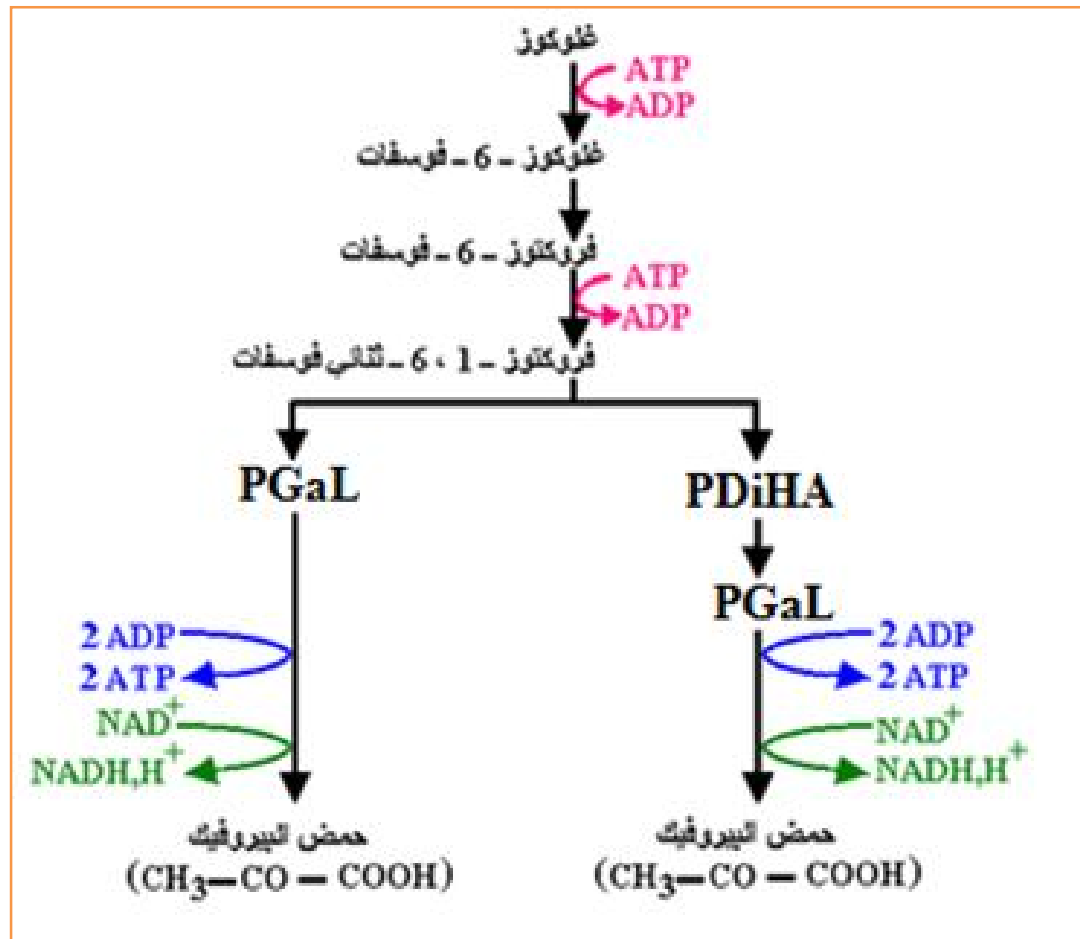 غلوكوز
ATP
ADP
غلوكوز - 6 - فوسفات
فروكتوز - 6 - فوسفات
ATP
ADP
فروكتوز - 1 ، 6 - ثنائي فوسفات
PGaL
PDiHA
PGaL
2 ADP
2 ATP
NAD+
NADH,H+
2 ADP
2 ATP
NAD+
NADH,H+
حمض البيروفيك
(CH3—CO — COOH)
حمض البيروفيك
(CH3—CO — COOH)